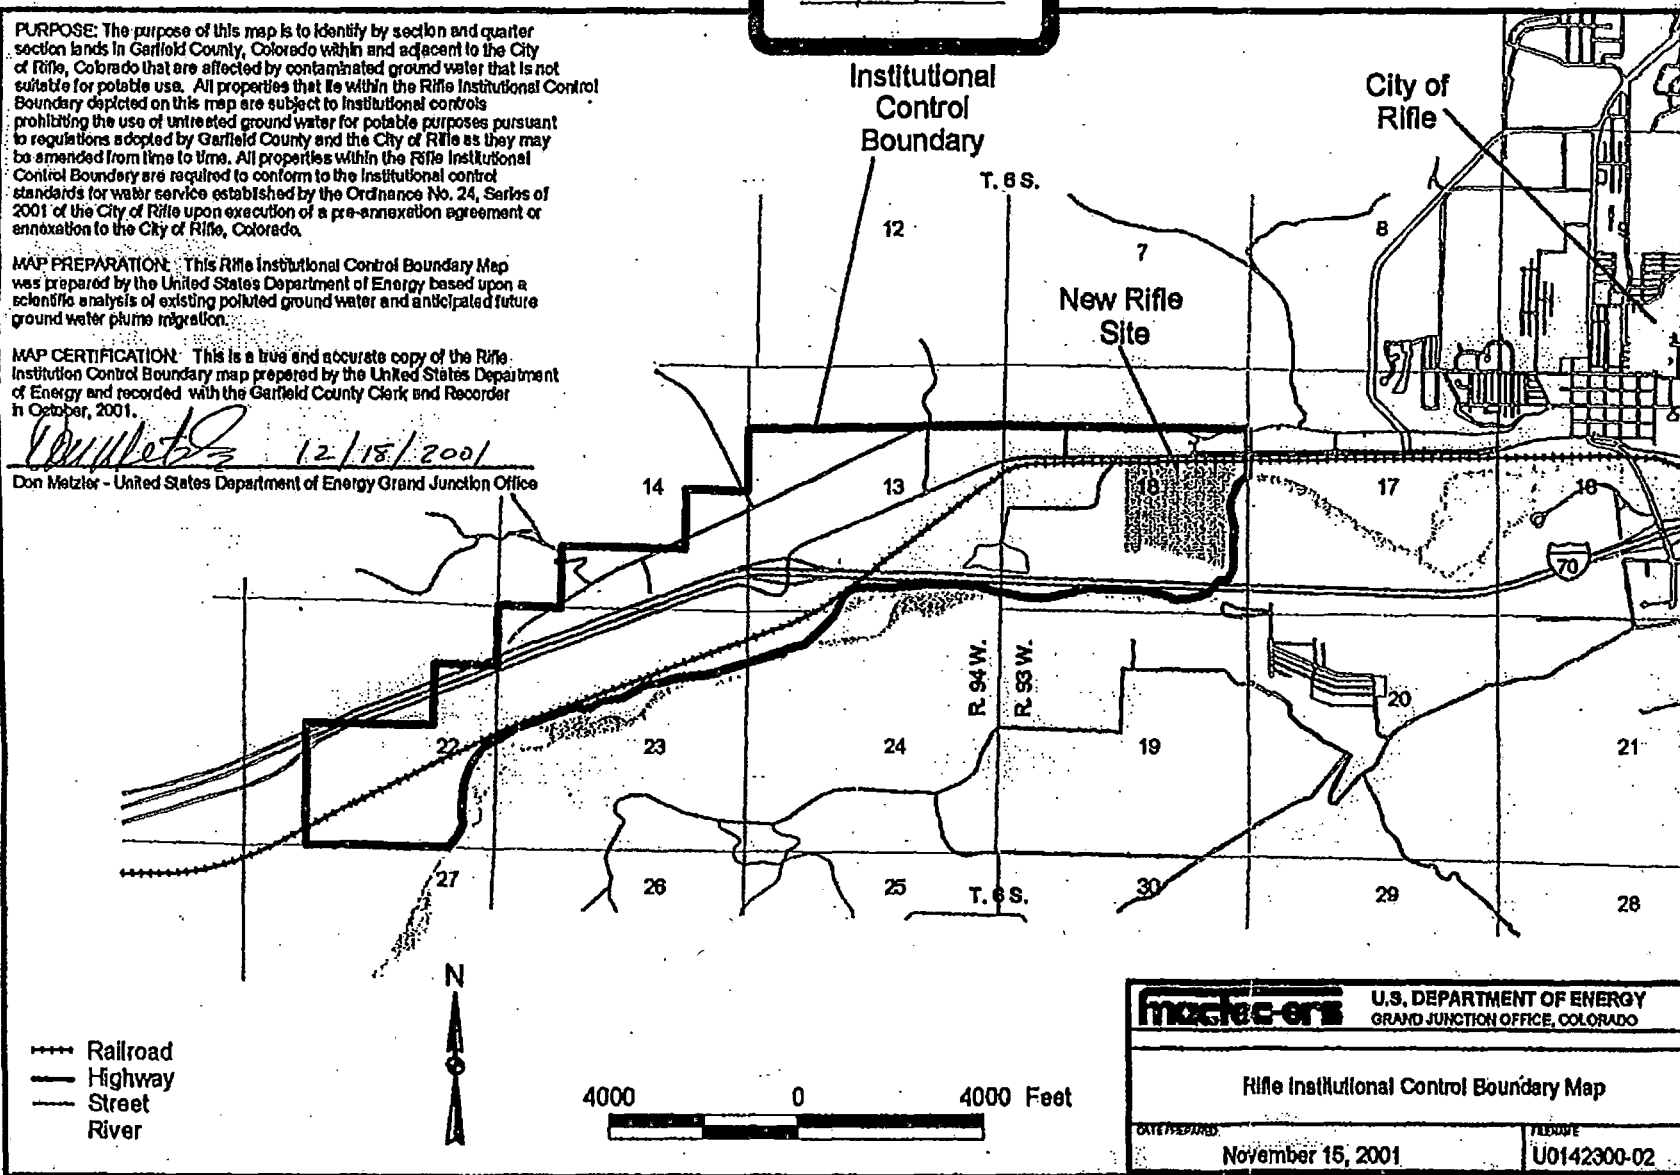 PURPOSE: The purpose of this map is to identify by section and quarter
section lands in Garfield County, Colorado within and adjacent to the City
of Rifle, Colorado that are affected by contaminated ground water that is not
suitable for potable use. All properties that lie within the Rifle Institutional Control
Boundary depicted on this map are subject to institutional controls
prohibiting the use of untreated ground water for potable purposes pursuant
to regulations adopted by Garfield County and the City of Rifle as they may
be amended from time to time. All properties within the Rifle Institutional
Control Boundary are required to conform to the institutional control
standards for water service established by the Ordinance No. 24, Series of
2001 of the City of Rifle upon execution of a pre-annexation agreement or
annexation to the City of Rifle, Colorado.
MAP PREPARATION: This Rifle Institutional Control Boundary Map
was prepared by the United States Department of Energy based upon a
scientific analysis of existing polluted ground water and anticipated future
ground water plume migration.
MAP CERTIFICATION: This is a true and accurate copy of the Rifle
Institution Control Boundary map prepared by the United States Department
of Energy and recorded with the Garfield County Clerk and Recorder
in October, 2001.
12/18/2001
Don Metzler - United States Department of Energy Grand Junction Office
Institutional
Control
Boundary
City of
Rifle
T. 6 S.
12
7
8
New Rifle
Site
14
13
18
17
16
70
R. 94 W.
R. 93 W.
22
23
24
19
20
21
27
26
25
T. 6 S.
30
29
28
N
Railroad
Highway
Street
River
4000 0 4000 Feet
mactec-ers
U.S. DEPARTMENT OF ENERGY
GRAND JUNCTION OFFICE, COLORADO
Rifle Institutional Control Boundary Map
DATE PREPARED
November 15, 2001
FILENAME
U0142300-02